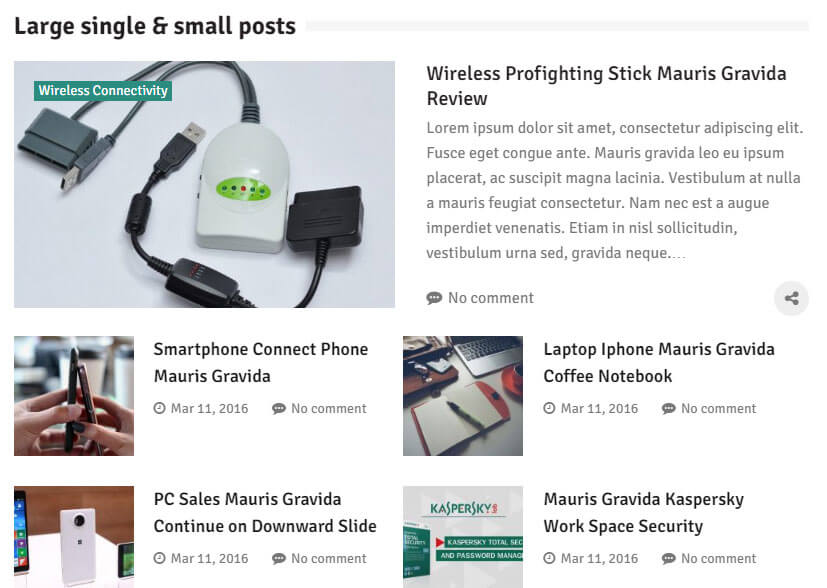 Large single & small posts
Wireless Connectivity
Wireless Profighting Stick Mauris Gravida
Review
Lorem ipsum dolor sit amet, consectetur adipiscing elit.
Fusce eget congue ante. Mauris gravida leo eu ipsum
placerat, ac suscipit magna lacinia. Vestibulum at nulla
a mauris feugiat consectetur. Nam nec est a augue
imperdiet venenatis. Etiam in nisl sollicitudin,
vestibulum urna sed, gravida neque.…
No comment
Smartphone Connect Phone
Mauris Gravida
Mar 11, 2016 No comment
Laptop Iphone Mauris Gravida
Coffee Notebook
Mar 11, 2016 No comment
PC Sales Mauris Gravida
Continue on Downward Slide
Mar 11, 2016 No comment
KASPERSKY
KASPERSKY TOTAL SEC
AND PASSWORD MANAG
Mauris Gravida Kaspersky
Work Space Security
Mar 11, 2016 No comment